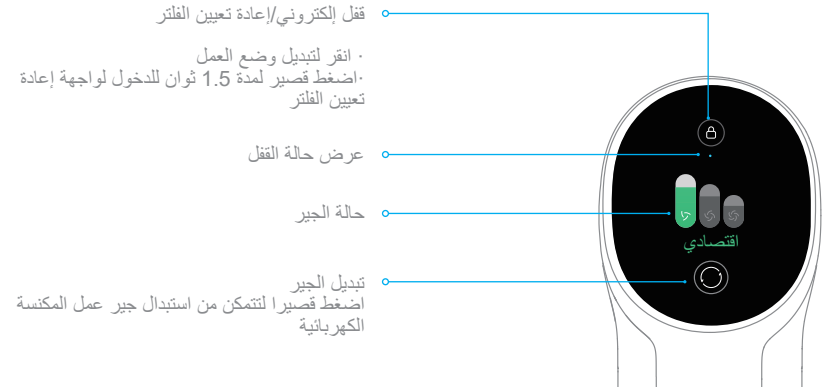 قفل إلكتروني/إعادة تعيين الفلتر
· انقر لتبديل وضع العمل
·اضغط قصير لمدة 1.5 ثوان للدخول لواجهة إعادة
تعيين الفلتر
عرض حالة القفل
حالة الجير
اقتصادي
تبديل الجير
اضغط قصيرا لتتمكن من استبدال جير عمل المكنسة
الكهربائية